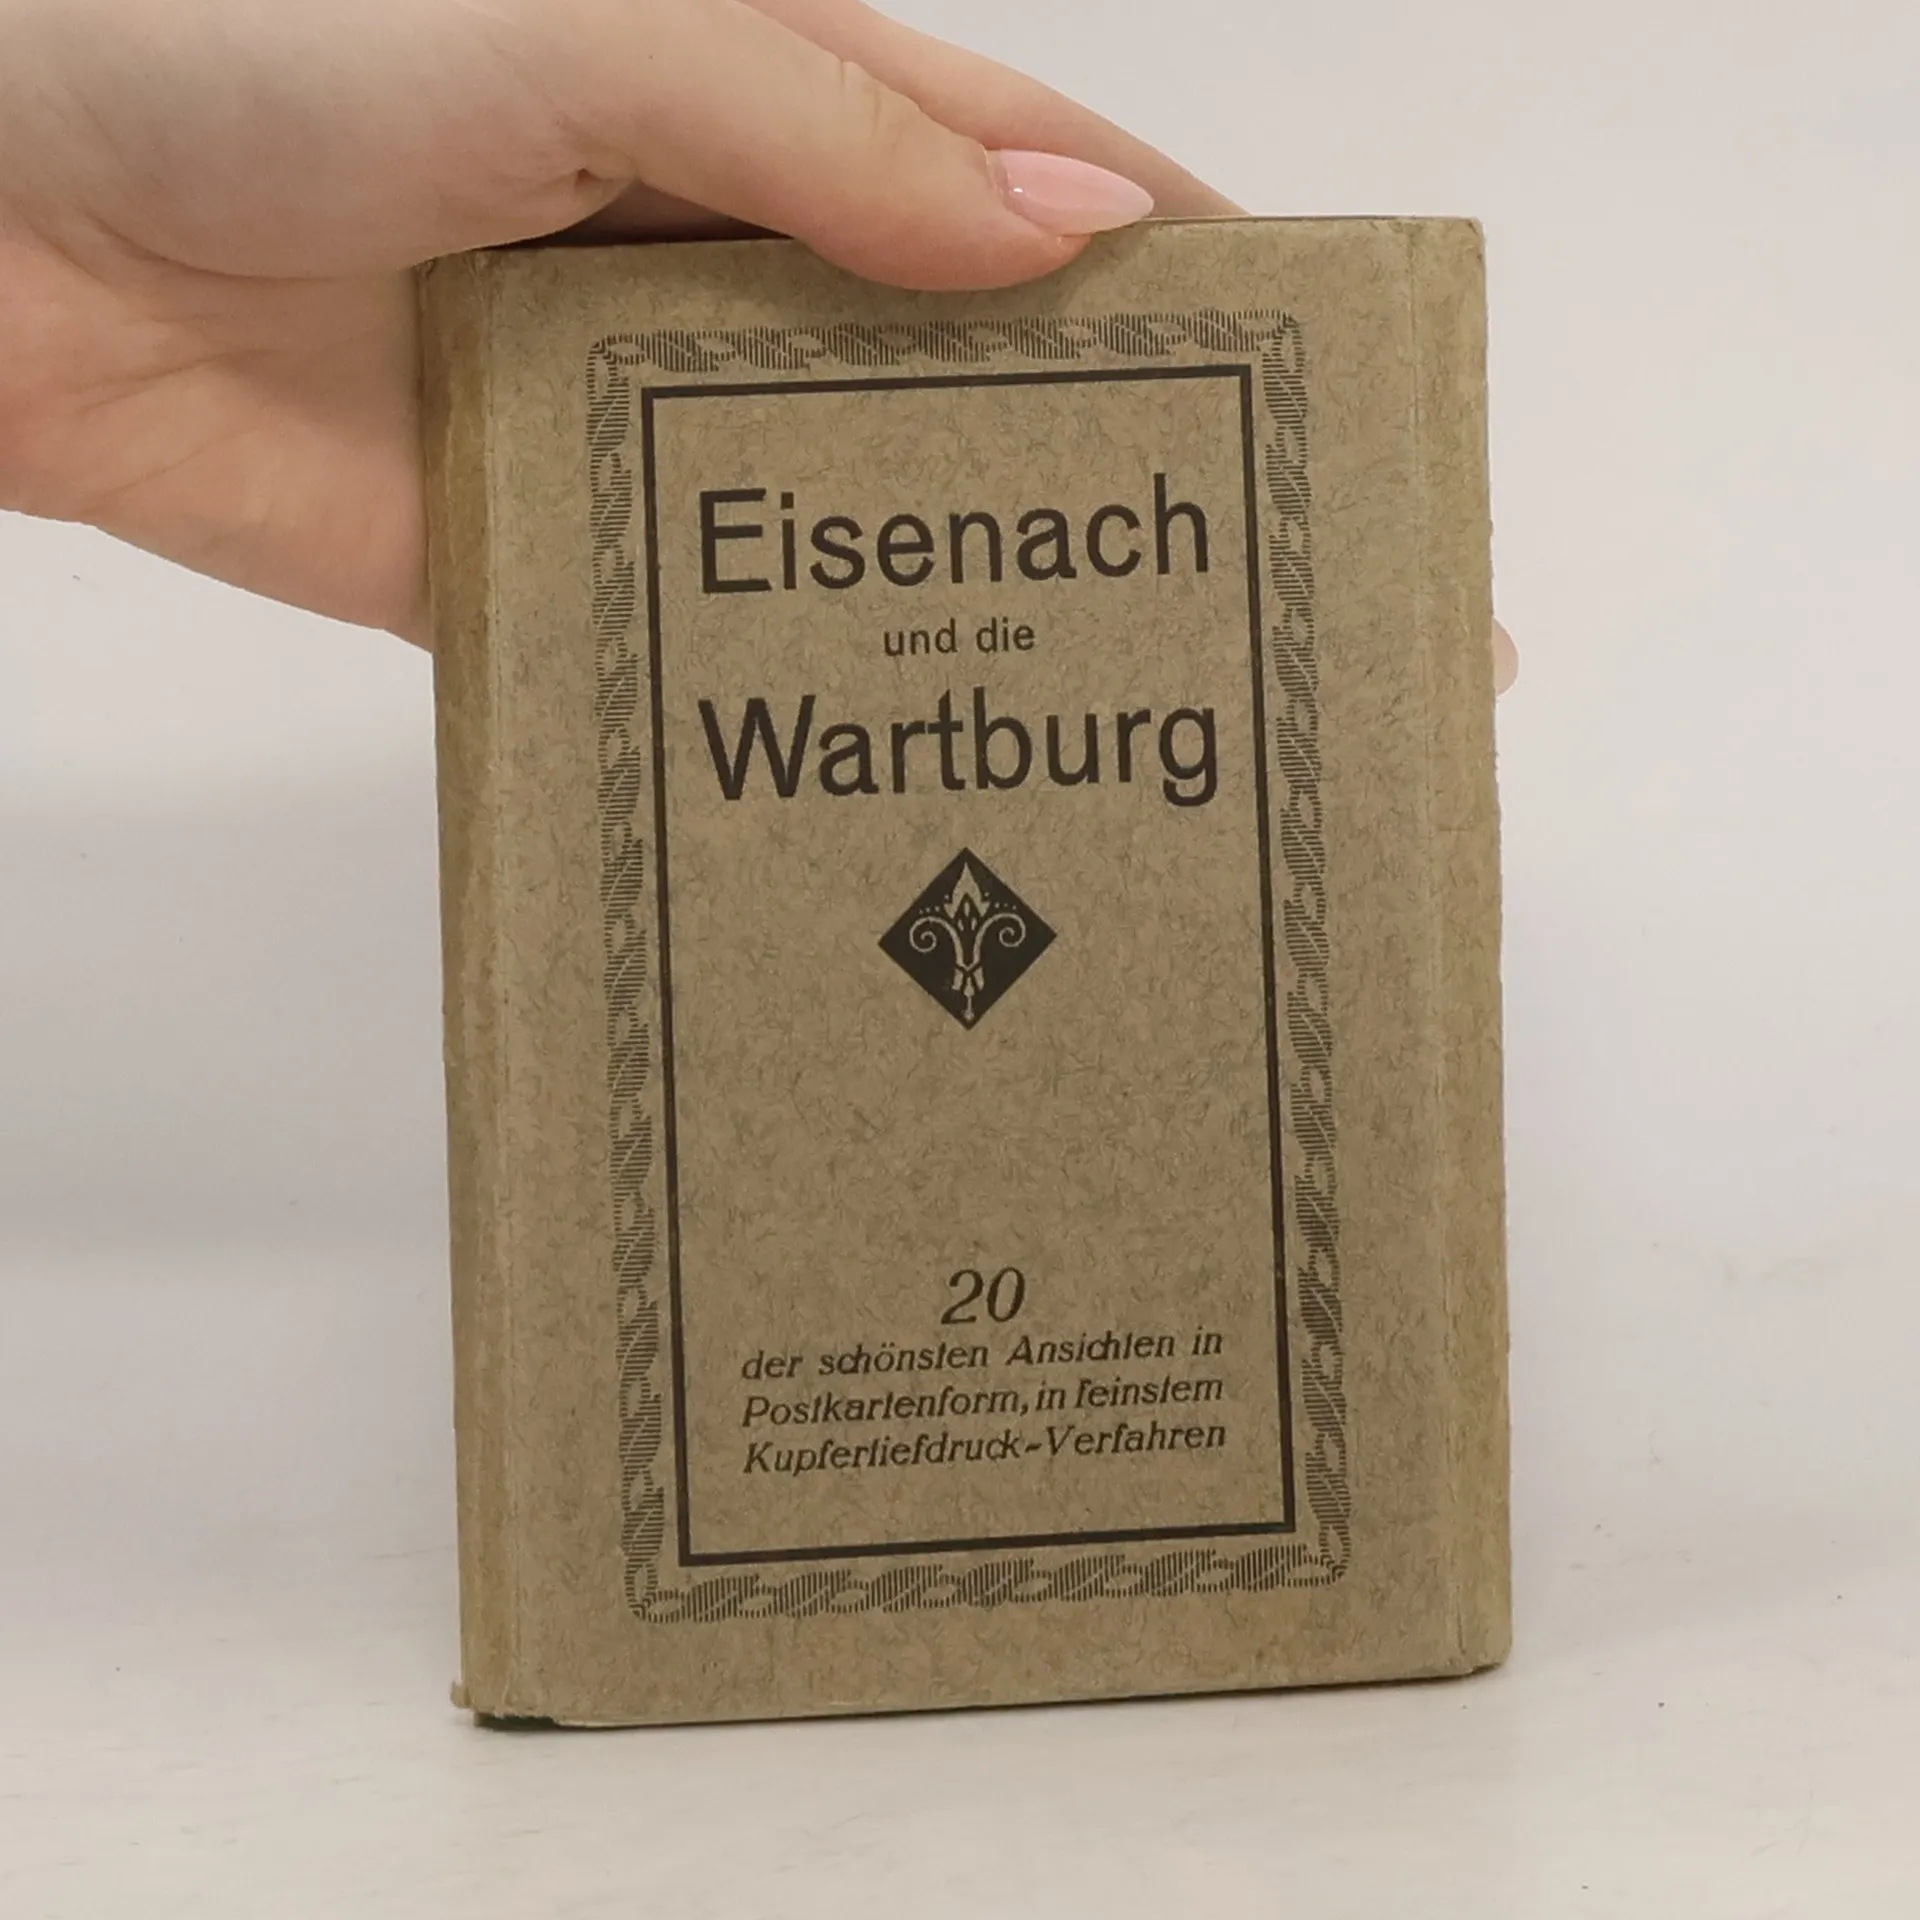 Eisenach
und die
Wartburg
20
der schönsten Ansichten in
Postkartenform, in feinstem
Kupfertiefdruck-Verfahren